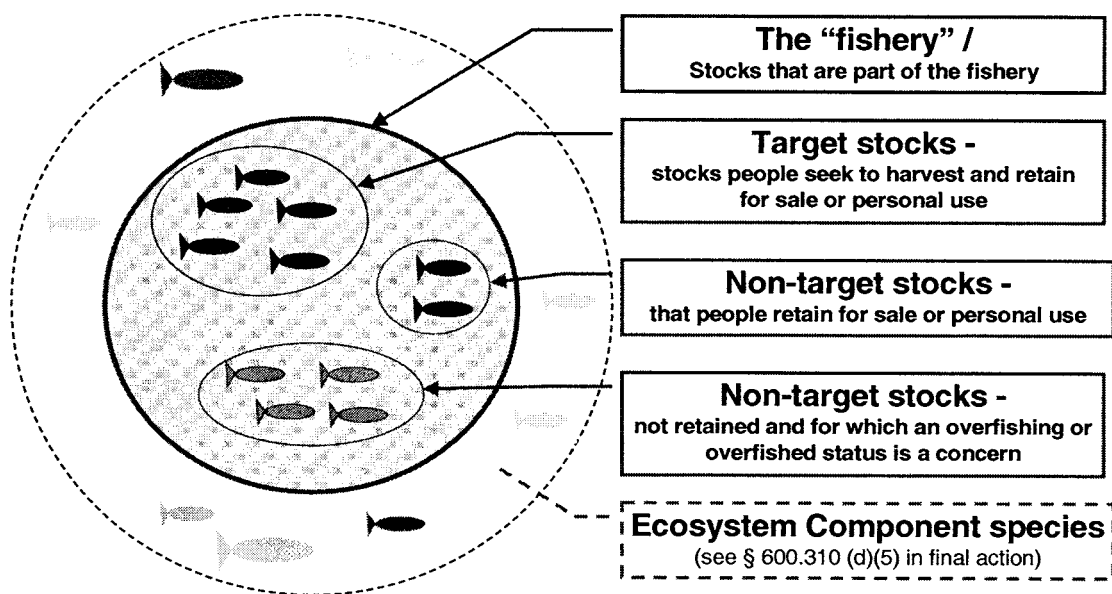 The “fishery” /
Stocks that are part of the fishery
Target stocks -
stocks people seek to harvest and retain
for sale or personal use
Non-target stocks -
that people retain for sale or personal use
Non-target stocks -
not retained and for which an overfishing or
overfished status is a concern
Ecosystem Component species
(see § 600.310 (d)(5) in final action)